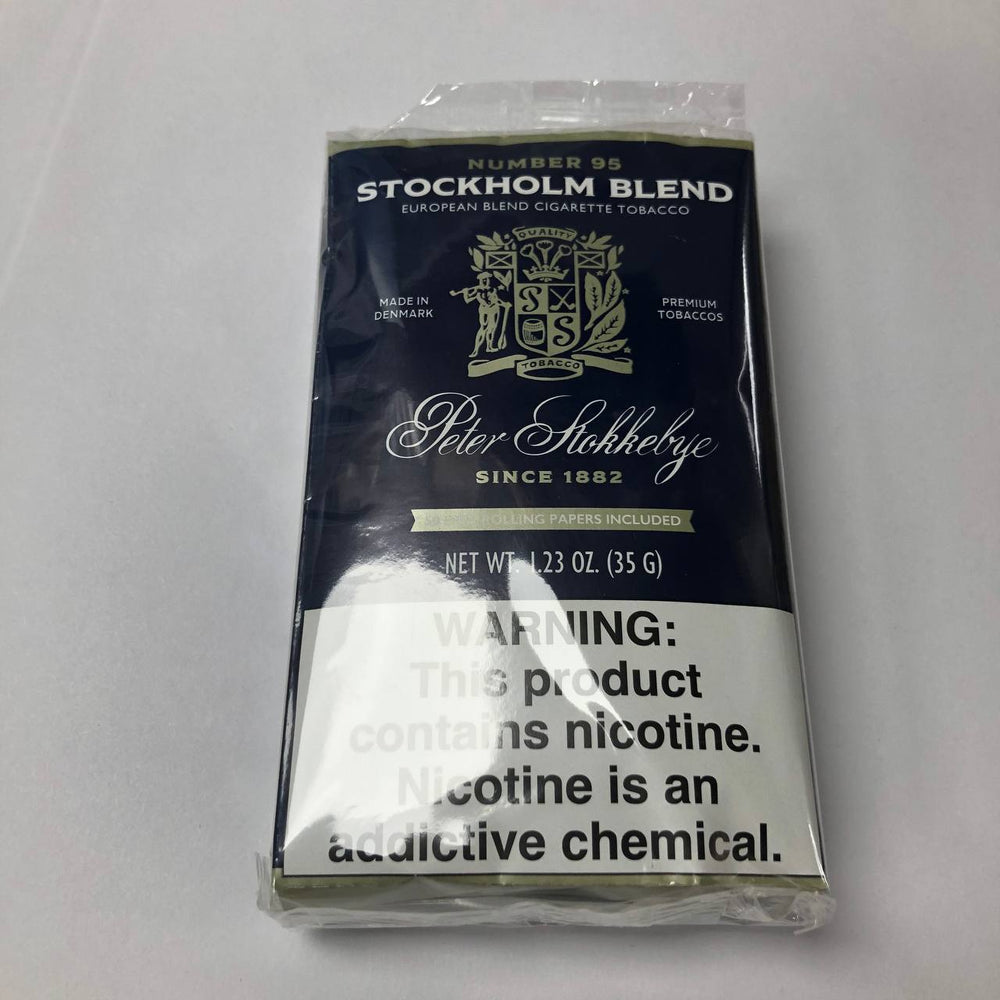 NUMBER 95
STOCKHOLM BLEND
EUROPEAN BLEND CIGARETTE TOBACCO
QUALITY
MADE IN
DENMARK
PREMIUM
TOBACCOS
S
S
TOBACCO
Peter Stokkebye
SINCE 1882
ROLLING PAPERS INCLUDED
NET WT. 1.23 OZ. (35 G)
WARNING:
This product
contains nicotine.
Nicotine is an
addictive chemical.